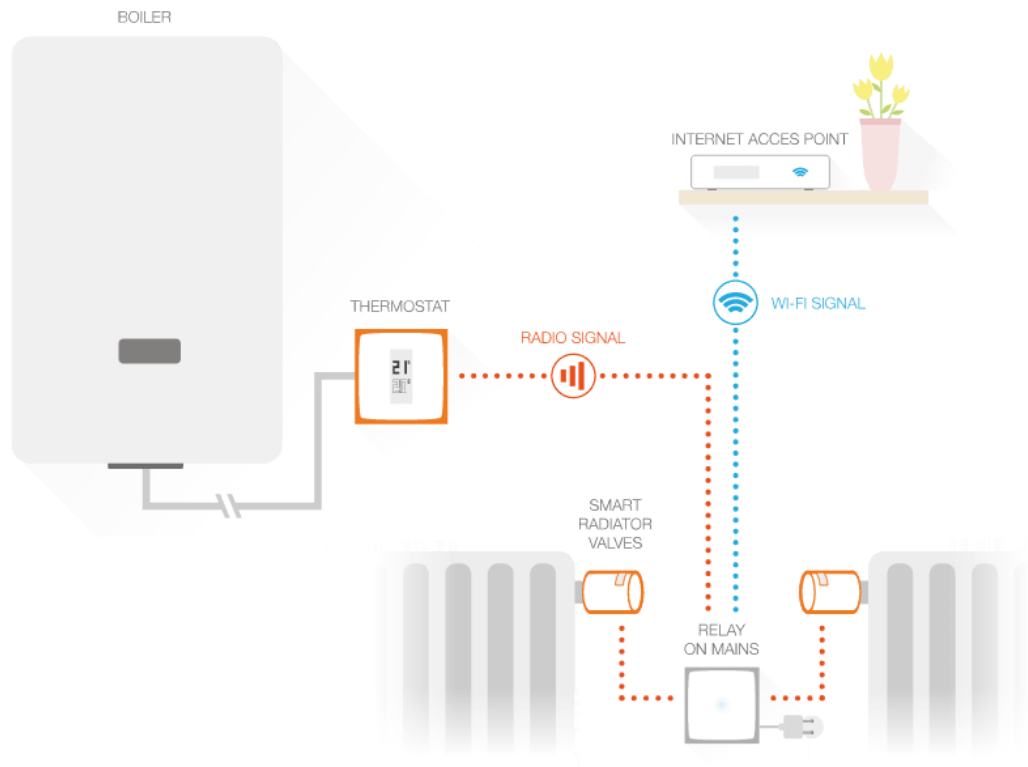 BOILER
INTERNET ACCES POINT
WI-FI SIGNAL
THERMOSTAT
RADIO SIGNAL
21°
SMART
RADIATOR
VALVES
RELAY
ON MAINS